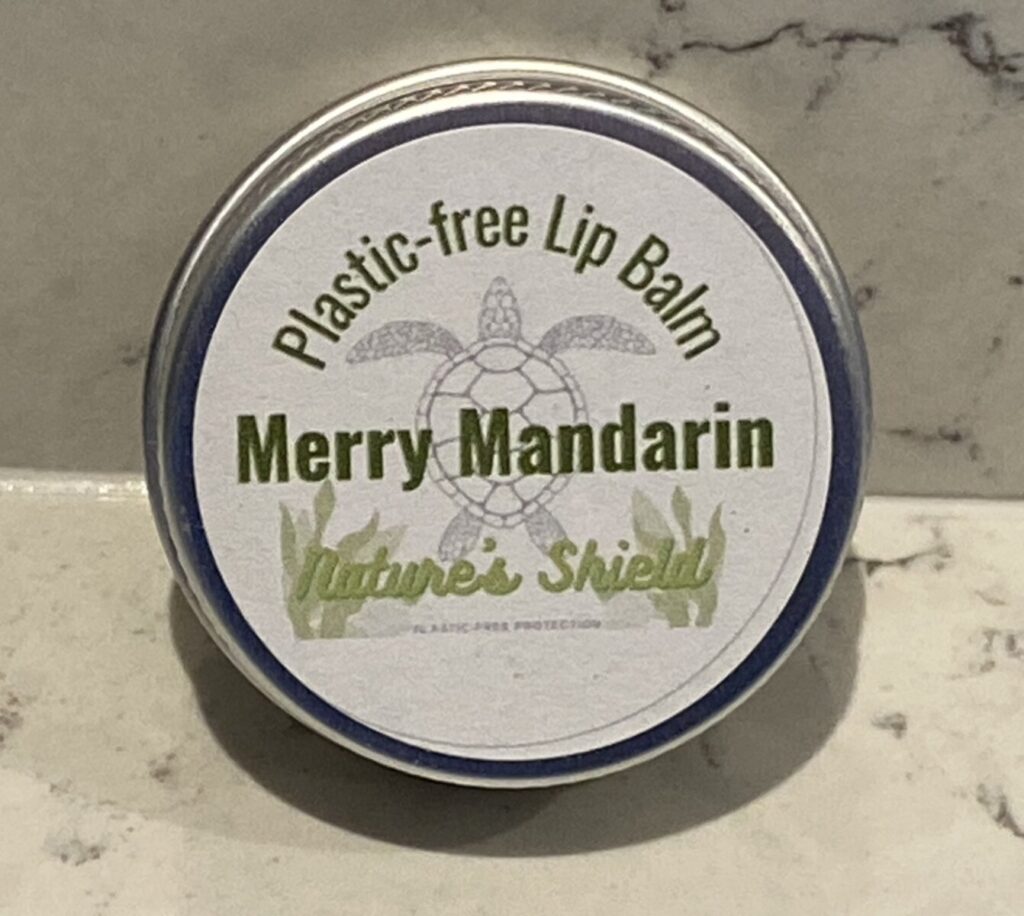 Plastic-free Lip Balm
Merry Mandarin
Nature's Shield
PLASTIC-FREE PROTECTION